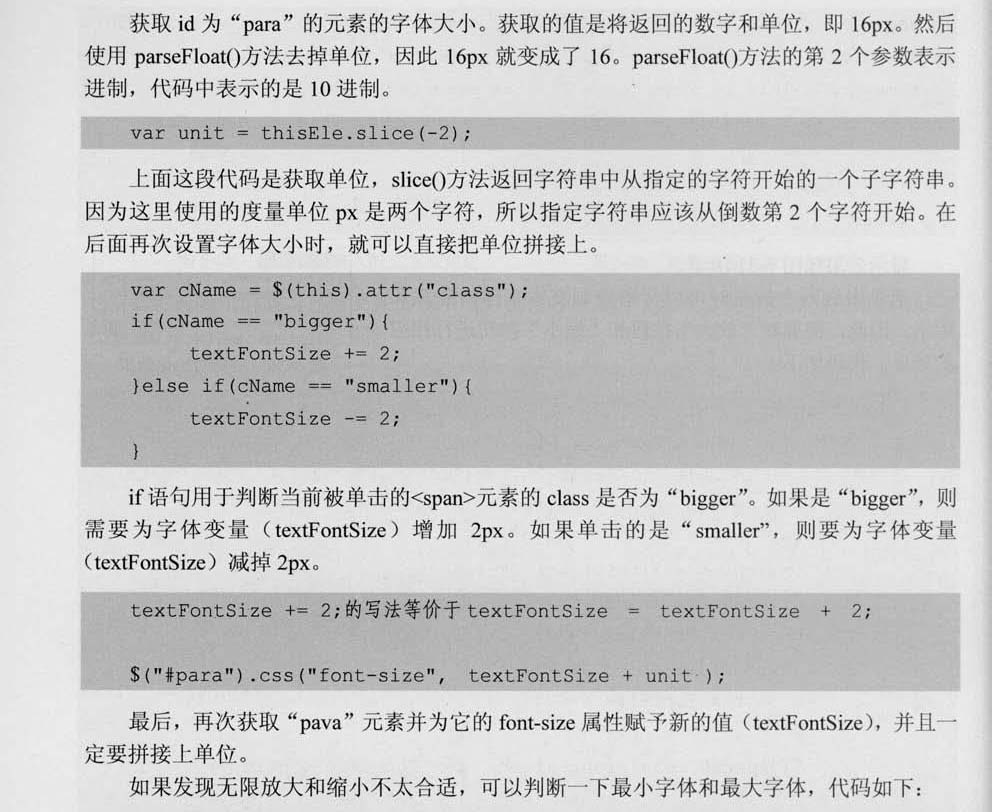 获取 id 为“para”的元素的字体大小。获取的值是将返回的数字和单位，即 16px。然后
使用 parseFloat()方法去掉单位，因此 16px 就变成了 16。parseFloat()方法的第 2 个参数表示
进制，代码中表示的是 10 进制。
var unit = thisEle.slice(-2);
上面这段代码是获取单位，slice()方法返回字符串中从指定的字符开始的一个子字符串。
因为这里使用的度量单位 px 是两个字符，所以指定字符串应该从倒数第 2 个字符开始。在
后面再次设置字体大小时，就可以直接把单位拼接上。
var cName = $(this).attr("class");
if(cName == "bigger"){
textFontSize += 2;
}else if(cName == "smaller"){
textFontSize -= 2;
}
if 语句用于判断当前被单击的<span>元素的 class 是否为“bigger”。如果是“bigger”，则
需要为字体变量（textFontSize）增加 2px。如果单击的是“smaller”，则要为字体变量
（textFontSize）减掉 2px。
textFontSize += 2;的写法等价于 textFontSize = textFontSize + 2;
$("#para").css("font-size", textFontSize + unit );
最后，再次获取“pava”元素并为它的 font-size 属性赋予新的值（textFontSize），并且一
定要拼接上单位。
如果发现无限放大和缩小不太合适，可以判断一下最小字体和最大字体，代码如下：